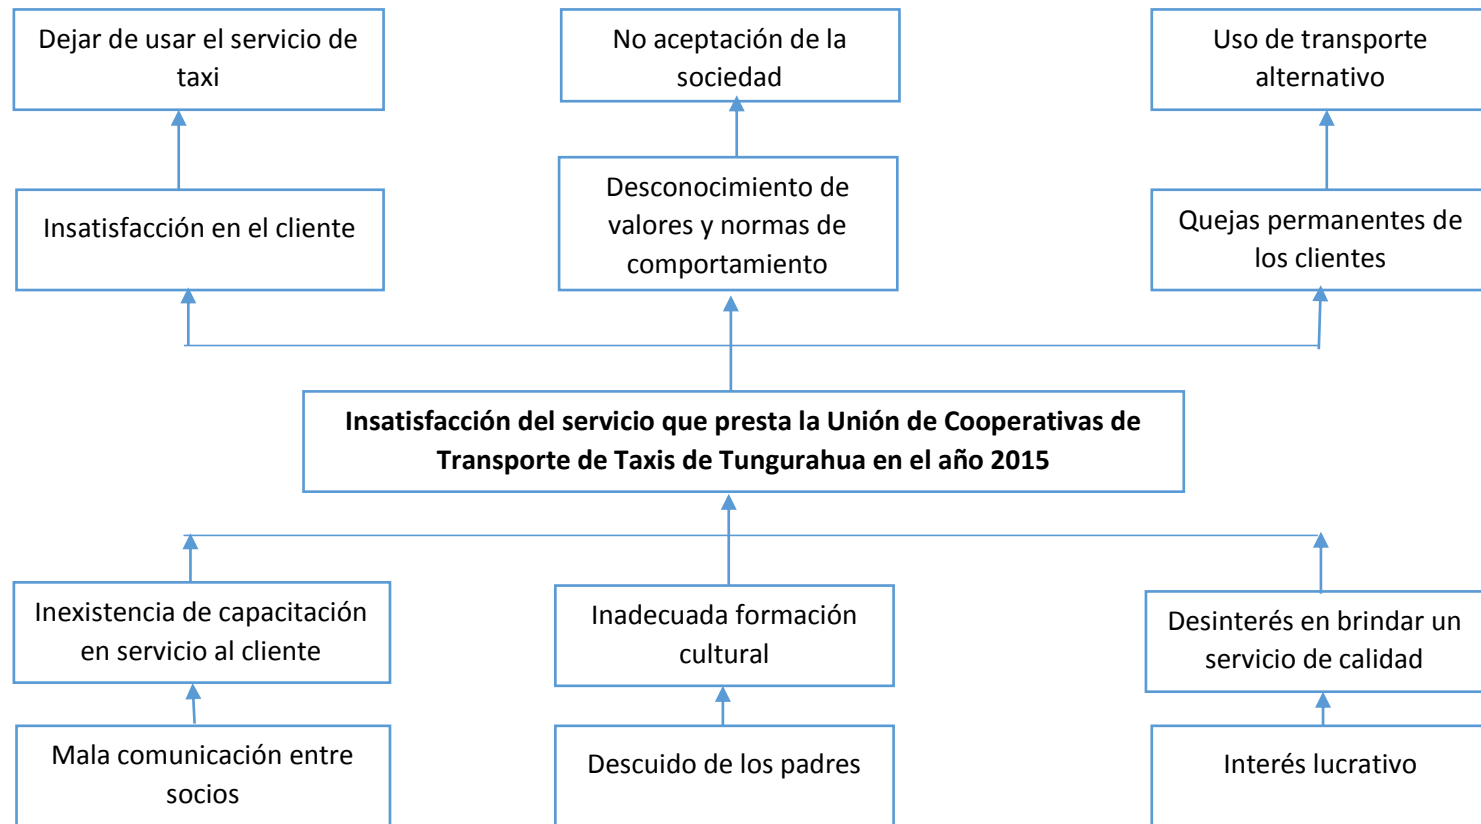 Dejar de usar el servicio de
taxi
No aceptación de la
sociedad
Uso de transporte
alternativo
Insatisfacción en el cliente
Desconocimiento de
valores y normas de
comportamiento
Quejas permanentes de
los clientes
Insatisfacción del servicio que presta la Unión de Cooperativas de
Transporte de Taxis de Tungurahua en el año 2015
Inexistencia de capacitación
en servicio al cliente
Inadecuada formación
cultural
Desinterés en brindar un
servicio de calidad
Mala comunicación entre
socios
Descuido de los padres
Interés lucrativo